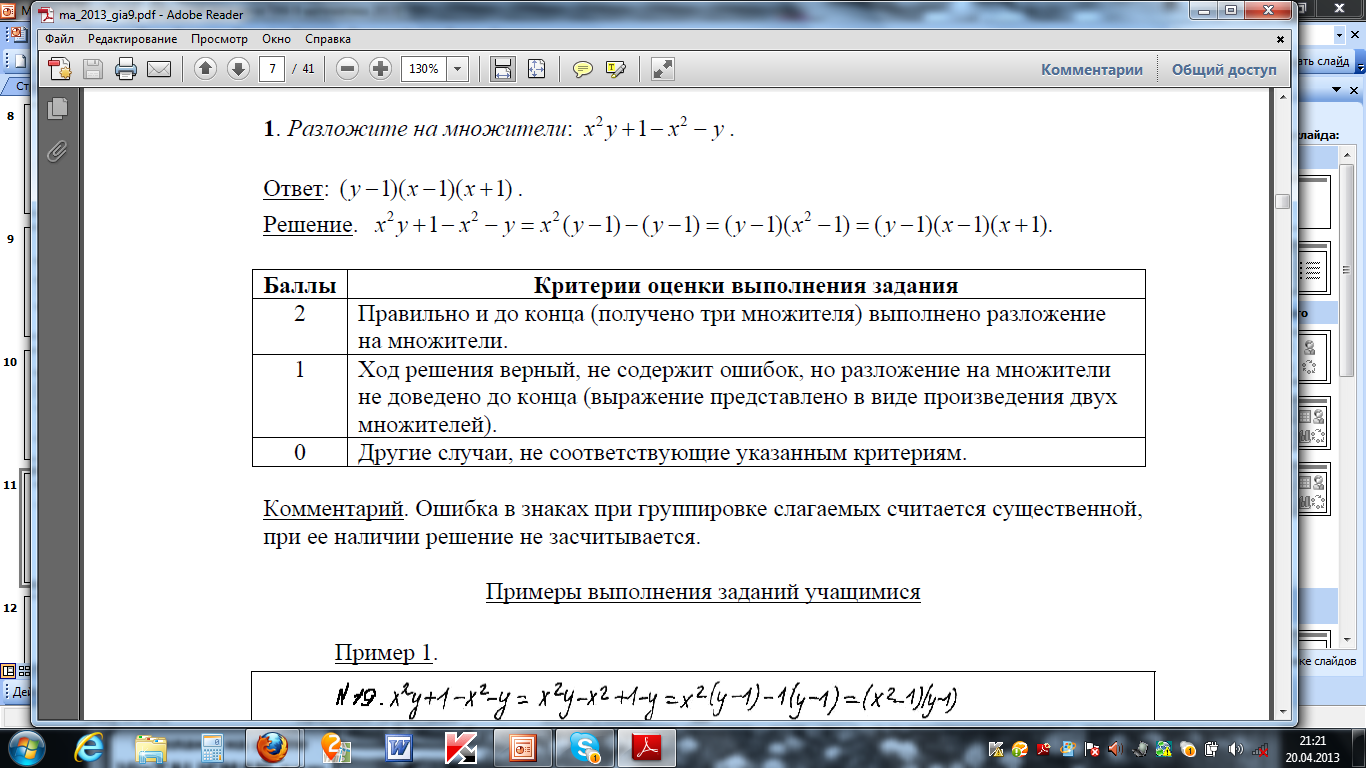 ma_2013_gia9.pdf - Adobe Reader
Файл Редактирование Просмотр Окно Справка
7 / 41 130% Комментарии Общий доступ
1. Разложите на множители: x²y+1−x²−y.
Ответ: (y−1)(x−1)(x+1).
Решение. x²y+1−x²−y = x²(y−1)−(y−1) = (y−1)(x²−1) = (y−1)(x−1)(x+1).
Баллы Критерии оценки выполнения задания
2 Правильно и до конца (получено три множителя) выполнено разложение
на множители.
1 Ход решения верный, не содержит ошибок, но разложение на множители
не доведено до конца (выражение представлено в виде произведения двух
множителей).
0 Другие случаи, не соответствующие указанным критериям.
Комментарий. Ошибка в знаках при группировке слагаемых считается существенной,
при ее наличии решение не засчитывается.
Примеры выполнения заданий учащимися
Пример 1.
N19. x²y+1−x²−y = x²y−x²+1−y = x²·(y−1)−1(y−1) = (x²−1)(y−1)
8
9
10
11
12
21:21
20.04.2013